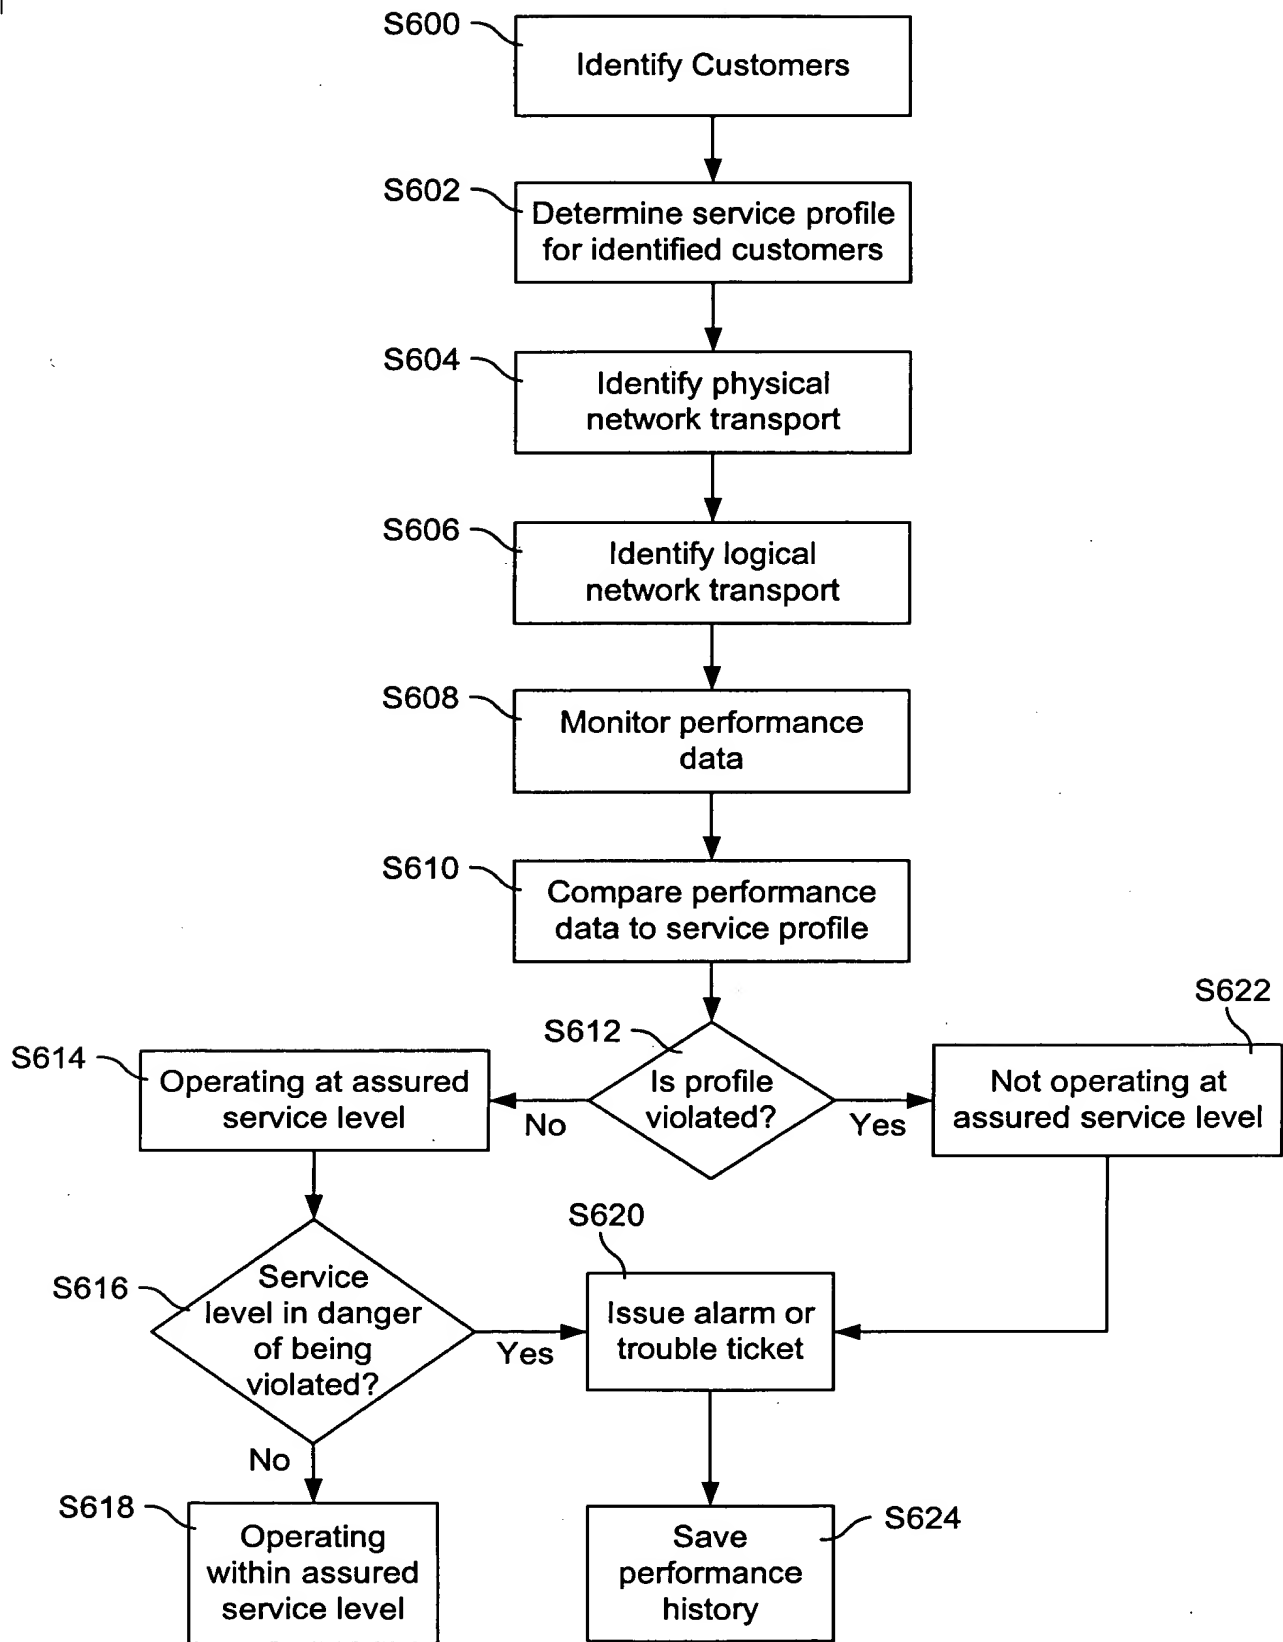 S600
Identify Customers
S602
Determine service profile
for identified customers
S604
Identify physical
network transport
S606
Identify logical
network transport
S608
Monitor performance
data
S610
Compare performance
data to service profile
S612
Is profile
violated?
No
Yes
S614
Operating at assured
service level
S622
Not operating at
assured service level
S616
Service
level in danger
of being
violated?
Yes
No
S620
Issue alarm or
trouble ticket
S618
Operating
within assured
service level
S624
Save
performance
history